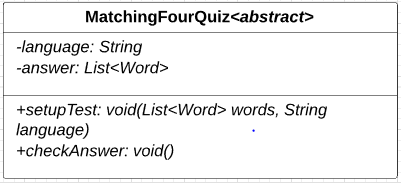 MatchingFourQuiz<abstract>
-language: String
-answer: List<Word>
+setupTest: void(List<Word> words, String
language)
+checkAnswer: void()